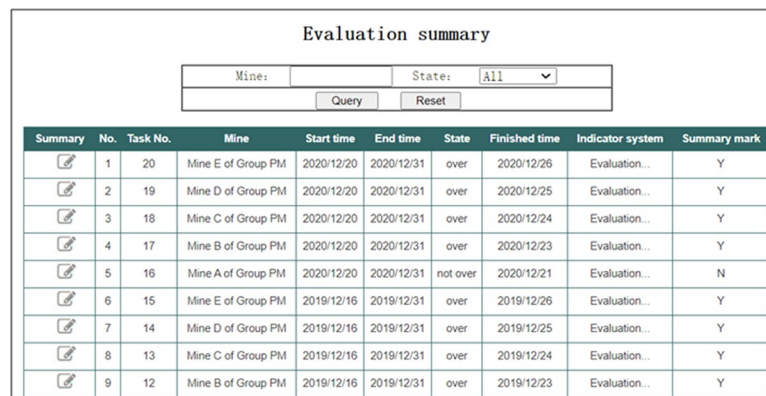 Evaluation summary
Mine: State: All
Query Reset
Summary No. Task No. Mine Start time End time State Finished time Indicator system Summary mark
1 20 Mine E of Group PM 2020/12/20 2020/12/31 over 2020/12/26 Evaluation... Y
2 19 Mine D of Group PM 2020/12/20 2020/12/31 over 2020/12/25 Evaluation... Y
3 18 Mine C of Group PM 2020/12/20 2020/12/31 over 2020/12/24 Evaluation... Y
4 17 Mine B of Group PM 2020/12/20 2020/12/31 over 2020/12/23 Evaluation... Y
5 16 Mine A of Group PM 2020/12/20 2020/12/31 not over 2020/12/21 Evaluation... N
6 15 Mine E of Group PM 2019/12/16 2019/12/31 over 2019/12/26 Evaluation... Y
7 14 Mine D of Group PM 2019/12/16 2019/12/31 over 2019/12/25 Evaluation... Y
8 13 Mine C of Group PM 2019/12/16 2019/12/31 over 2019/12/24 Evaluation... Y
9 12 Mine B of Group PM 2019/12/16 2019/12/31 over 2019/12/23 Evaluation... Y